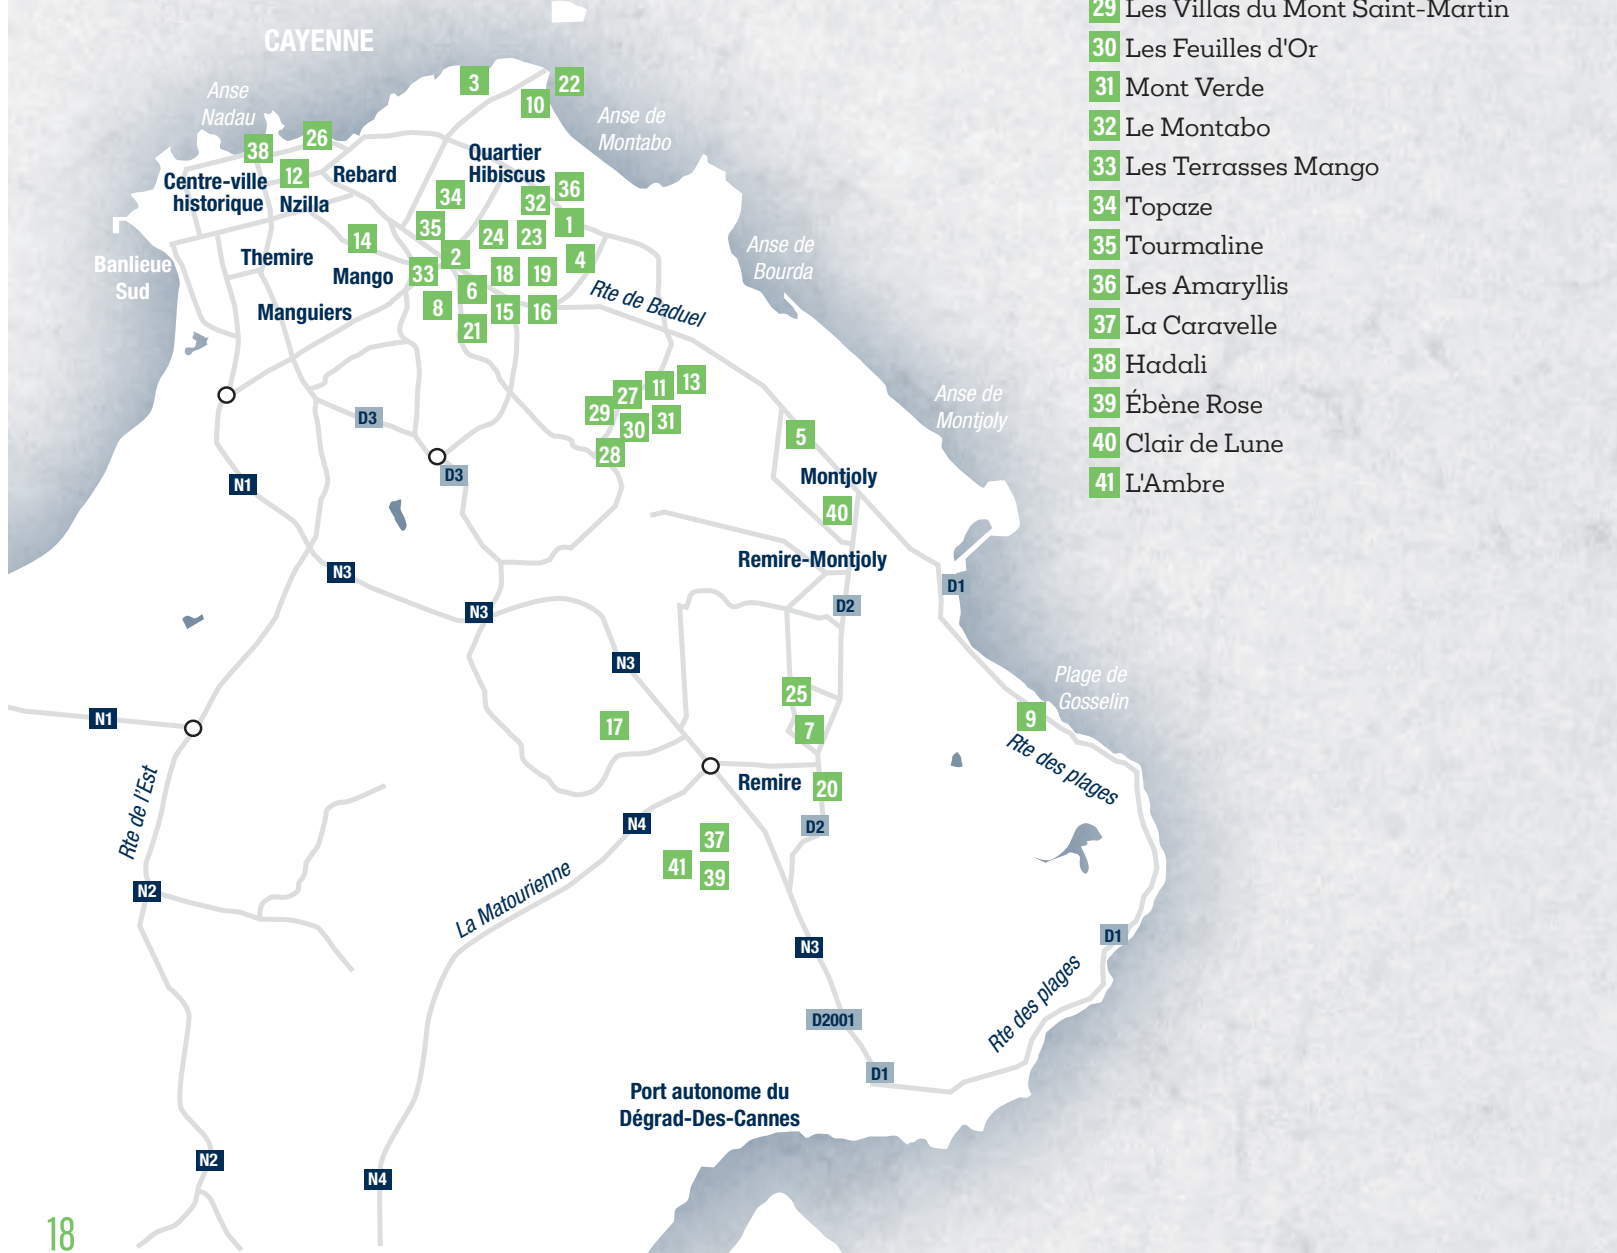 CAYENNE
3
22
10
Anse
Nadau
Anse de
Montabo
26
38
Quartier
Hibiscus
12
Rebard
Centre-ville
historique
Nzilla
34
32
36
35
1
14
24
23
Anse de
Bourda
Themire
2
4
Banlieue
Sud
Mango
33
18
19
6
Rte de Baduel
Manguiers
8
15
16
21
27
11
13
29
Anse de
Montjoly
D3
30
31
5
28
D3
Montjoly
N1
40
Remire-Montjoly
N3
D1
D2
N3
N3
Plage de
Gosselin
25
9
N1
17
7
Rte des plages
Rte de l'Est
Remire
20
N4
D2
37
41
39
La Matourienne
N2
N3
D1
Rte des plages
D2001
D1
Port autonome du
Dégrad-Des-Cannes
N2
N4
18
29 Les Villas du Mont Saint-Martin
30 Les Feuilles d'Or
31 Mont Verde
32 Le Montabo
33 Les Terrasses Mango
34 Topaze
35 Tourmaline
36 Les Amaryllis
37 La Caravelle
38 Hadali
39 Ébène Rose
40 Clair de Lune
41 L'Ambre